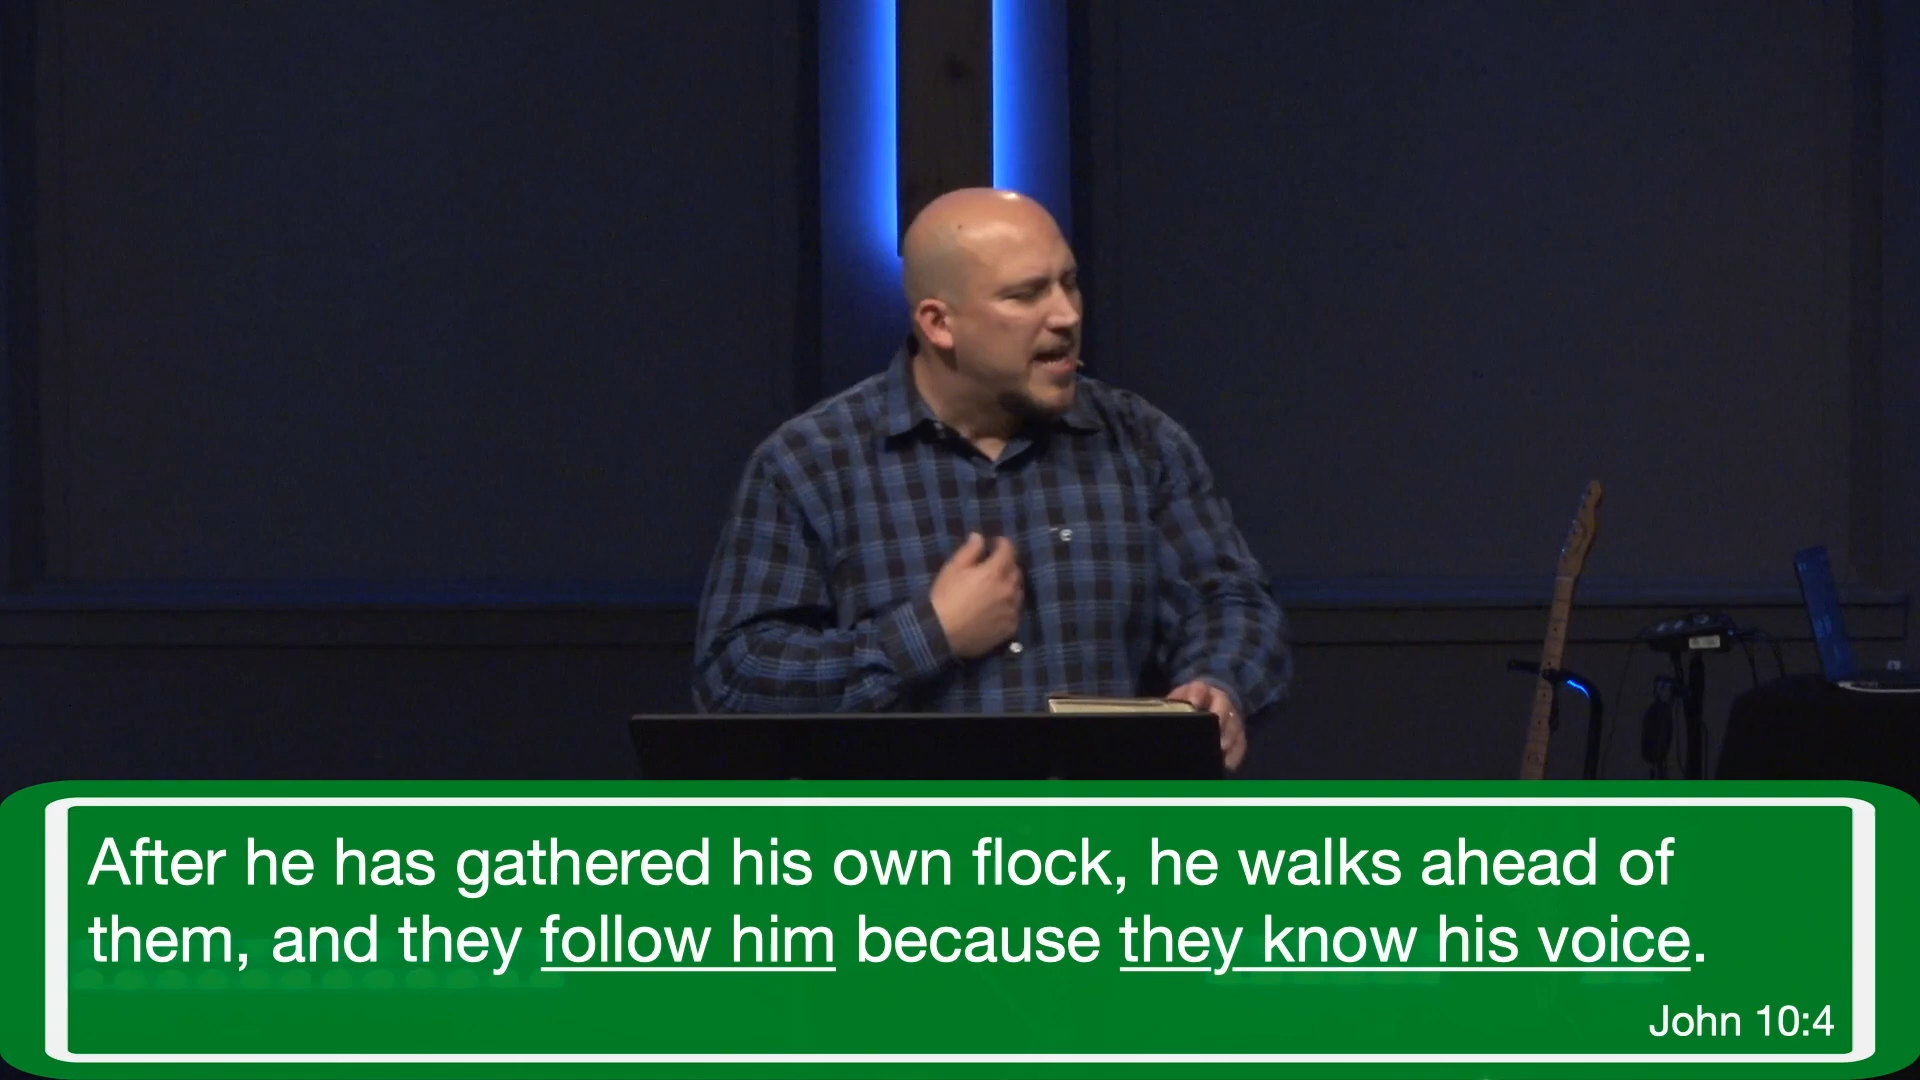 After he has gathered his own flock, he walks ahead of
them, and they follow him because they know his voice.
John 10:4